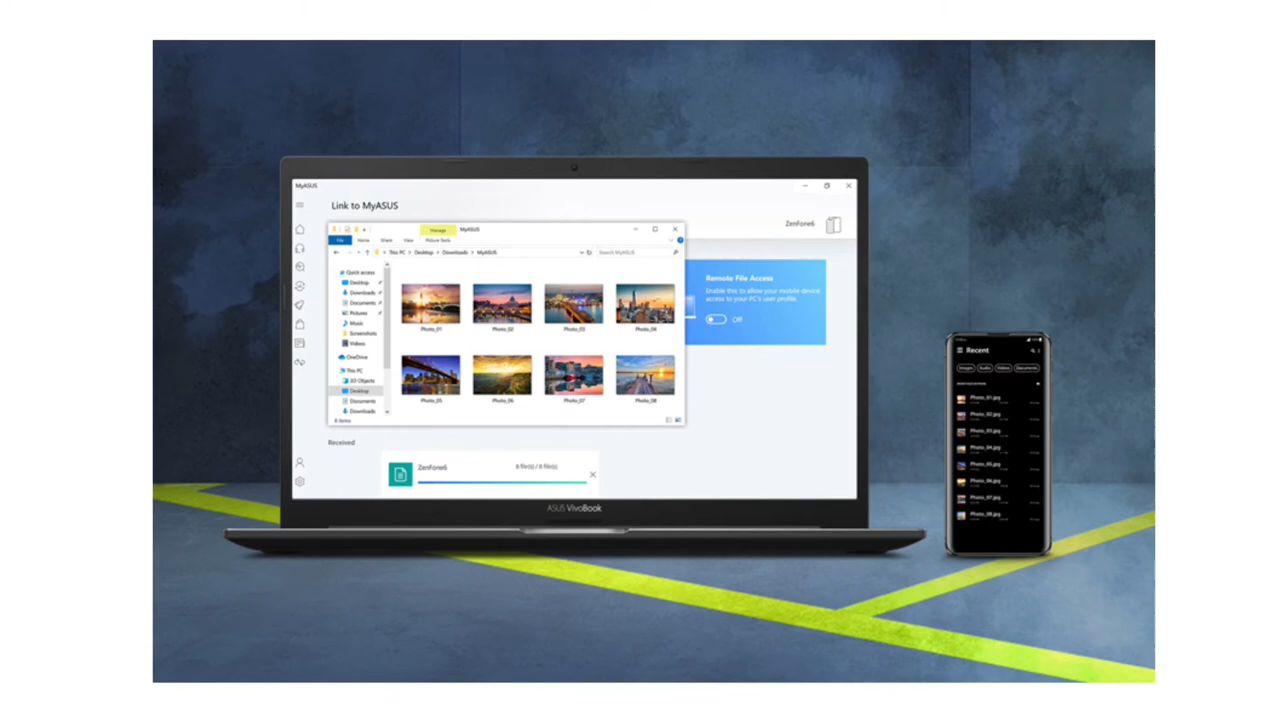 MyASUS
Link to MyASUS
ZenFone6
Manage
MyASUS
File
Home
Share
View
Picture Tools
This PC > Desktop > Downloads > MyASUS
Search MyASUS
Quick access
Desktop
Downloads
Documents
Pictures
Music
Screenshots
Videos
OneDrive
This PC
3D Objects
Desktop
Documents
Downloads
Photo_01
Photo_02
Photo_03
Photo_04
Photo_05
Photo_06
Photo_07
Photo_08
8 items
Remote File Access
Enable this to allow your mobile device
access to your PC's user profile.
Off
Received
ZenFone6
8 file(s) / 8 file(s)
ASUS VivoBook
Recent
Images
Audio
Videos
Documents
Photo_01.jpg
Photo_02.jpg
Photo_03.jpg
Photo_04.jpg
Photo_05.jpg
Photo_06.jpg
Photo_07.jpg
Photo_08.jpg